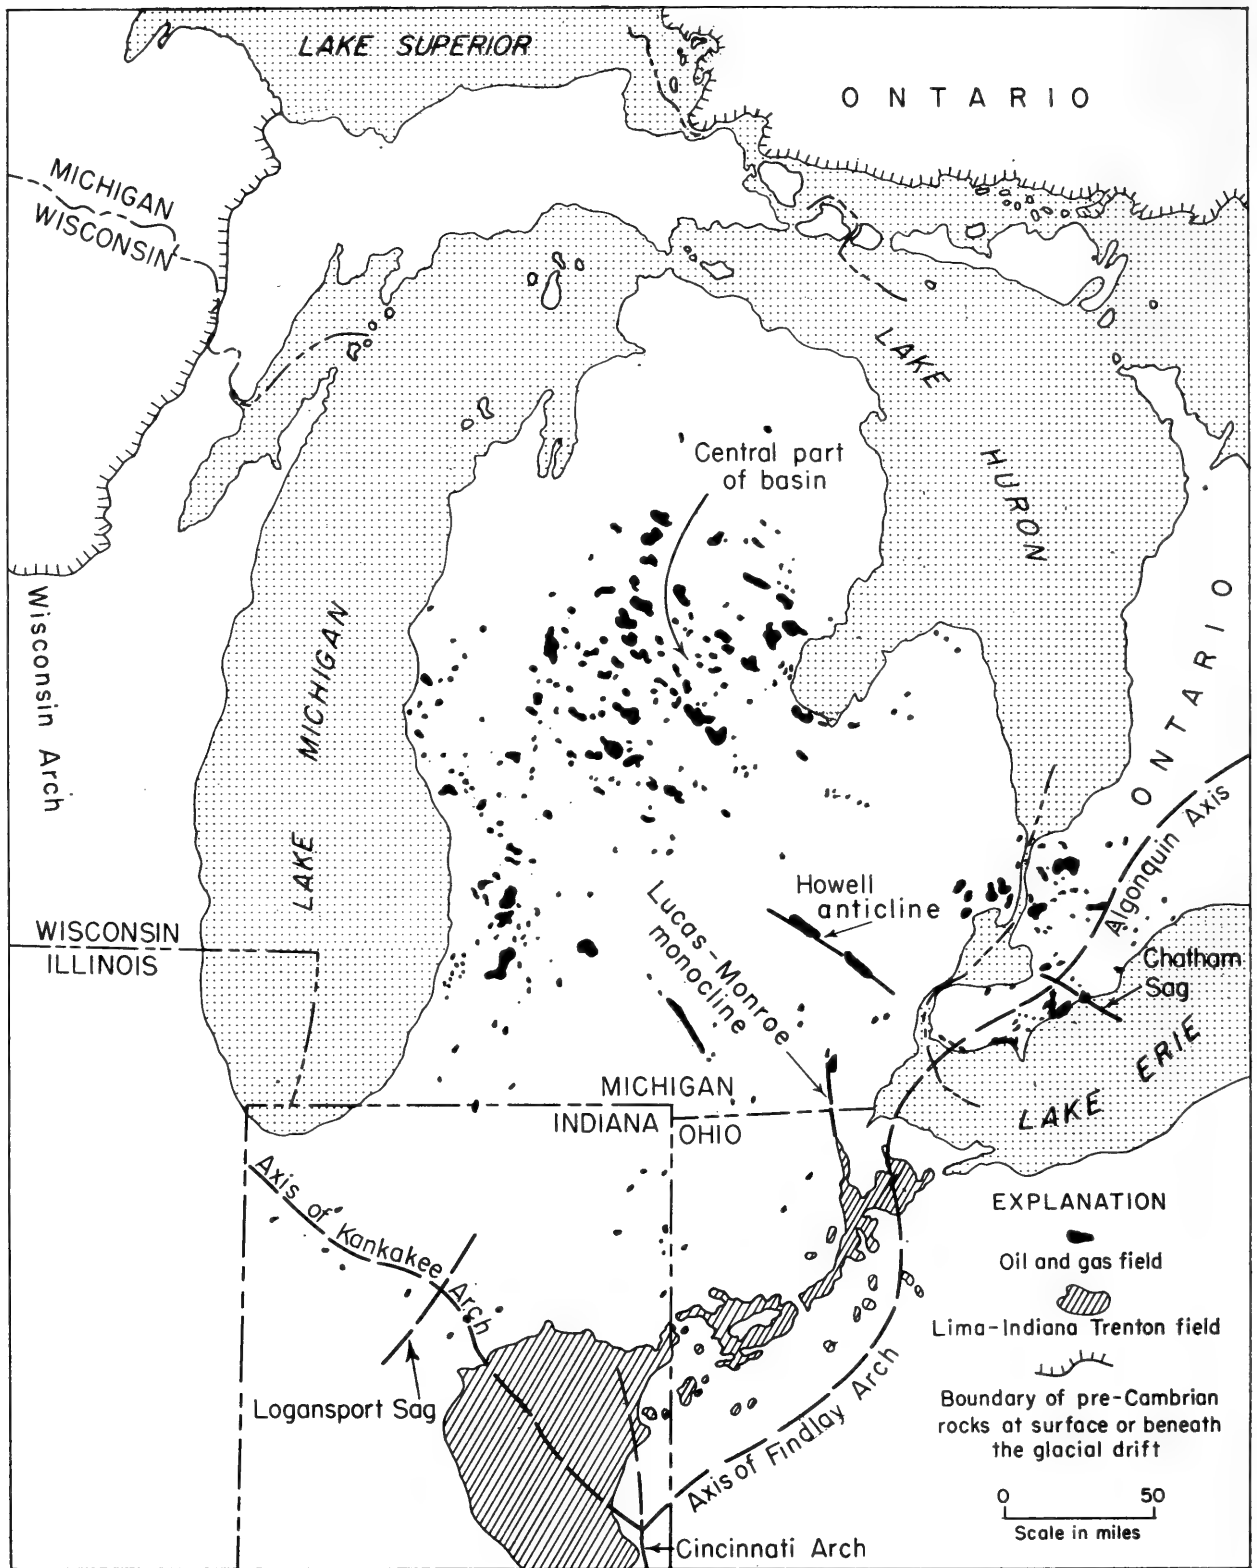 LAKE SUPERIOR
ONTARIO
MICHIGAN
WISCONSIN
LAKE
HURON
Central part
of basin
Wisconsin Arch
LAKE MICHIGAN
ONTARIO
Algonquin Axis
Howell
anticline
Lucas-Monroe
monocline
WISCONSIN
ILLINOIS
Chatham
Sag
LAKE ERIE
MICHIGAN
INDIANA
OHIO
Axis of Kankakee Arch
Logansport Sag
Axis of Findlay Arch
Cincinnati Arch
EXPLANATION
Oil and gas field
Lima-Indiana Trenton field
Boundary of pre-Cambrian
rocks at surface or beneath
the glacial drift
0 50
Scale in miles